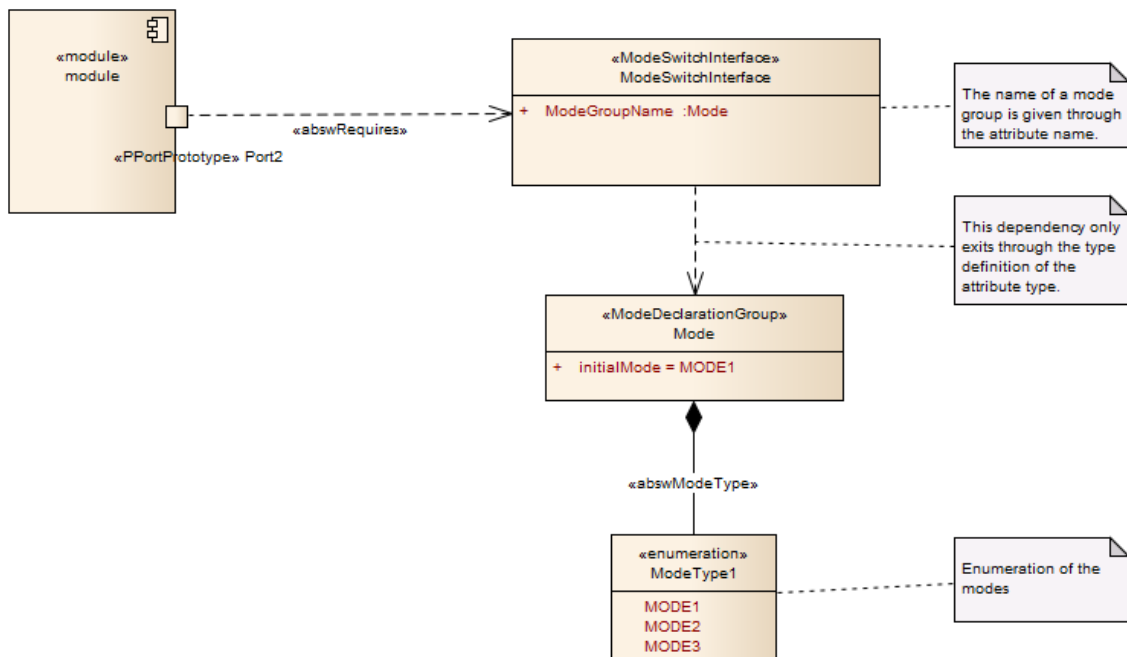 «module»
module
«PPortPrototype» Port2
«abswRequires»
«ModeSwitchInterface»
ModeSwitchInterface
+ ModeGroupName :Mode
The name of a mode
group is given through
the attribute name.
This dependency only
exits through the type
definition of the
attribute type.
«ModeDeclarationGroup»
Mode
+ initialMode = MODE1
«abswModeType»
«enumeration»
ModeType1
MODE1
MODE2
MODE3
Enumeration of the
modes